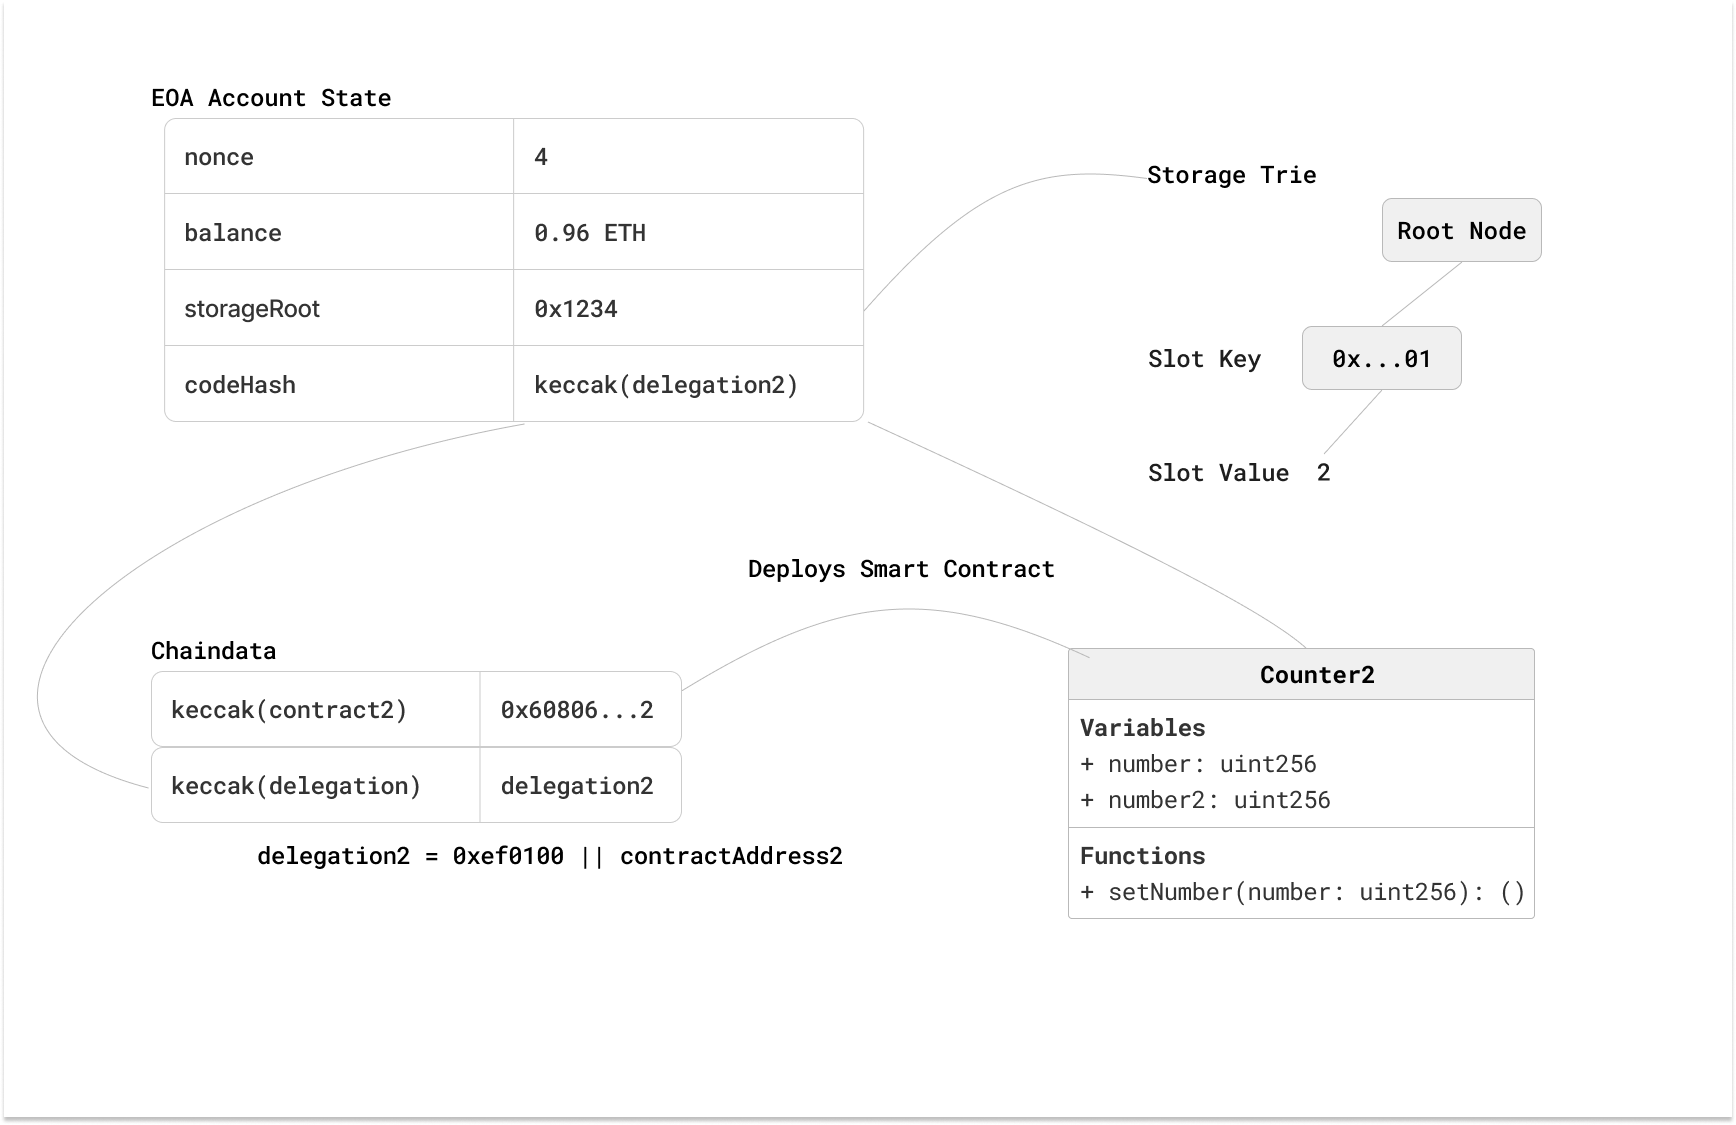 EOA Account State
nonce 4
balance 0.96 ETH
storageRoot 0x1234
codeHash keccak(delegation2)
Storage Trie
Root Node
Slot Key 0x...01
Slot Value 2
Deploys Smart Contract
Chaindata
keccak(contract2) 0x60806...2
keccak(delegation) delegation2
delegation2 = 0xef0100 || contractAddress2
Counter2
Variables
+ number: uint256
+ number2: uint256
Functions
+ setNumber(number: uint256): ()